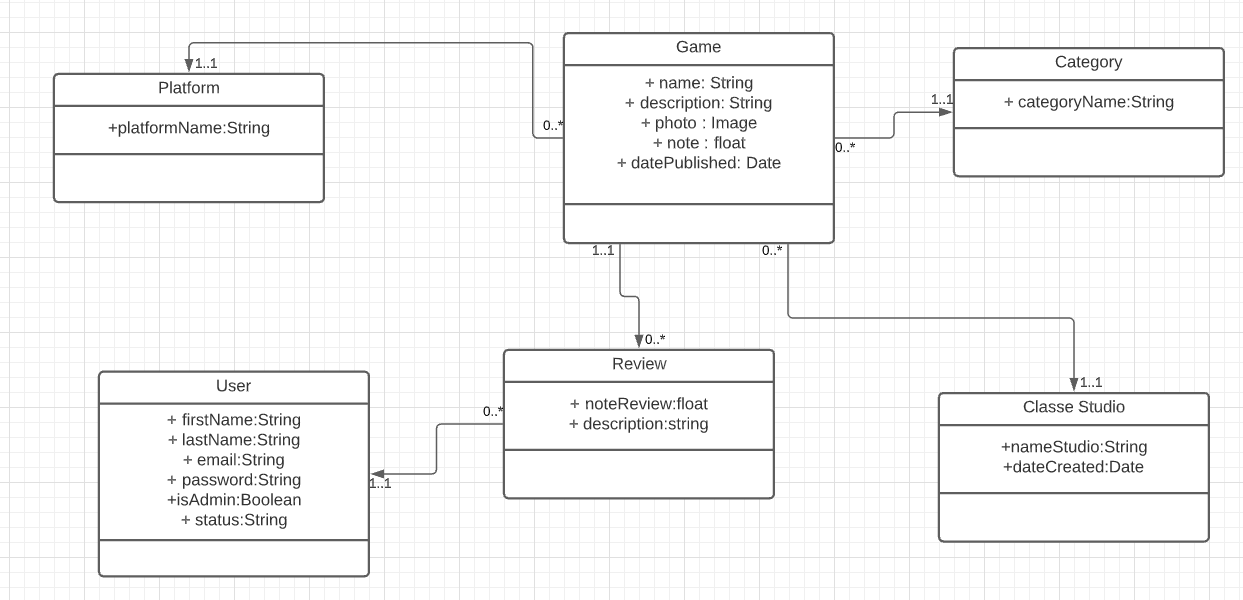 Game
+ name: String
+ description: String
+ photo : Image
+ note : float
+ datePublished: Date
Platform
+platformName:String
Category
+ categoryName:String
1..1
0..*
1..1
0..*
1..1
0..*
0..*
1..1
Review
+ noteReview:float
+ description:string
User
+ firstName:String
+ lastName:String
+ email:String
+ password:String
+isAdmin:Boolean
+ status:String
0..*
1..1
Classe Studio
+nameStudio:String
+dateCreated:Date